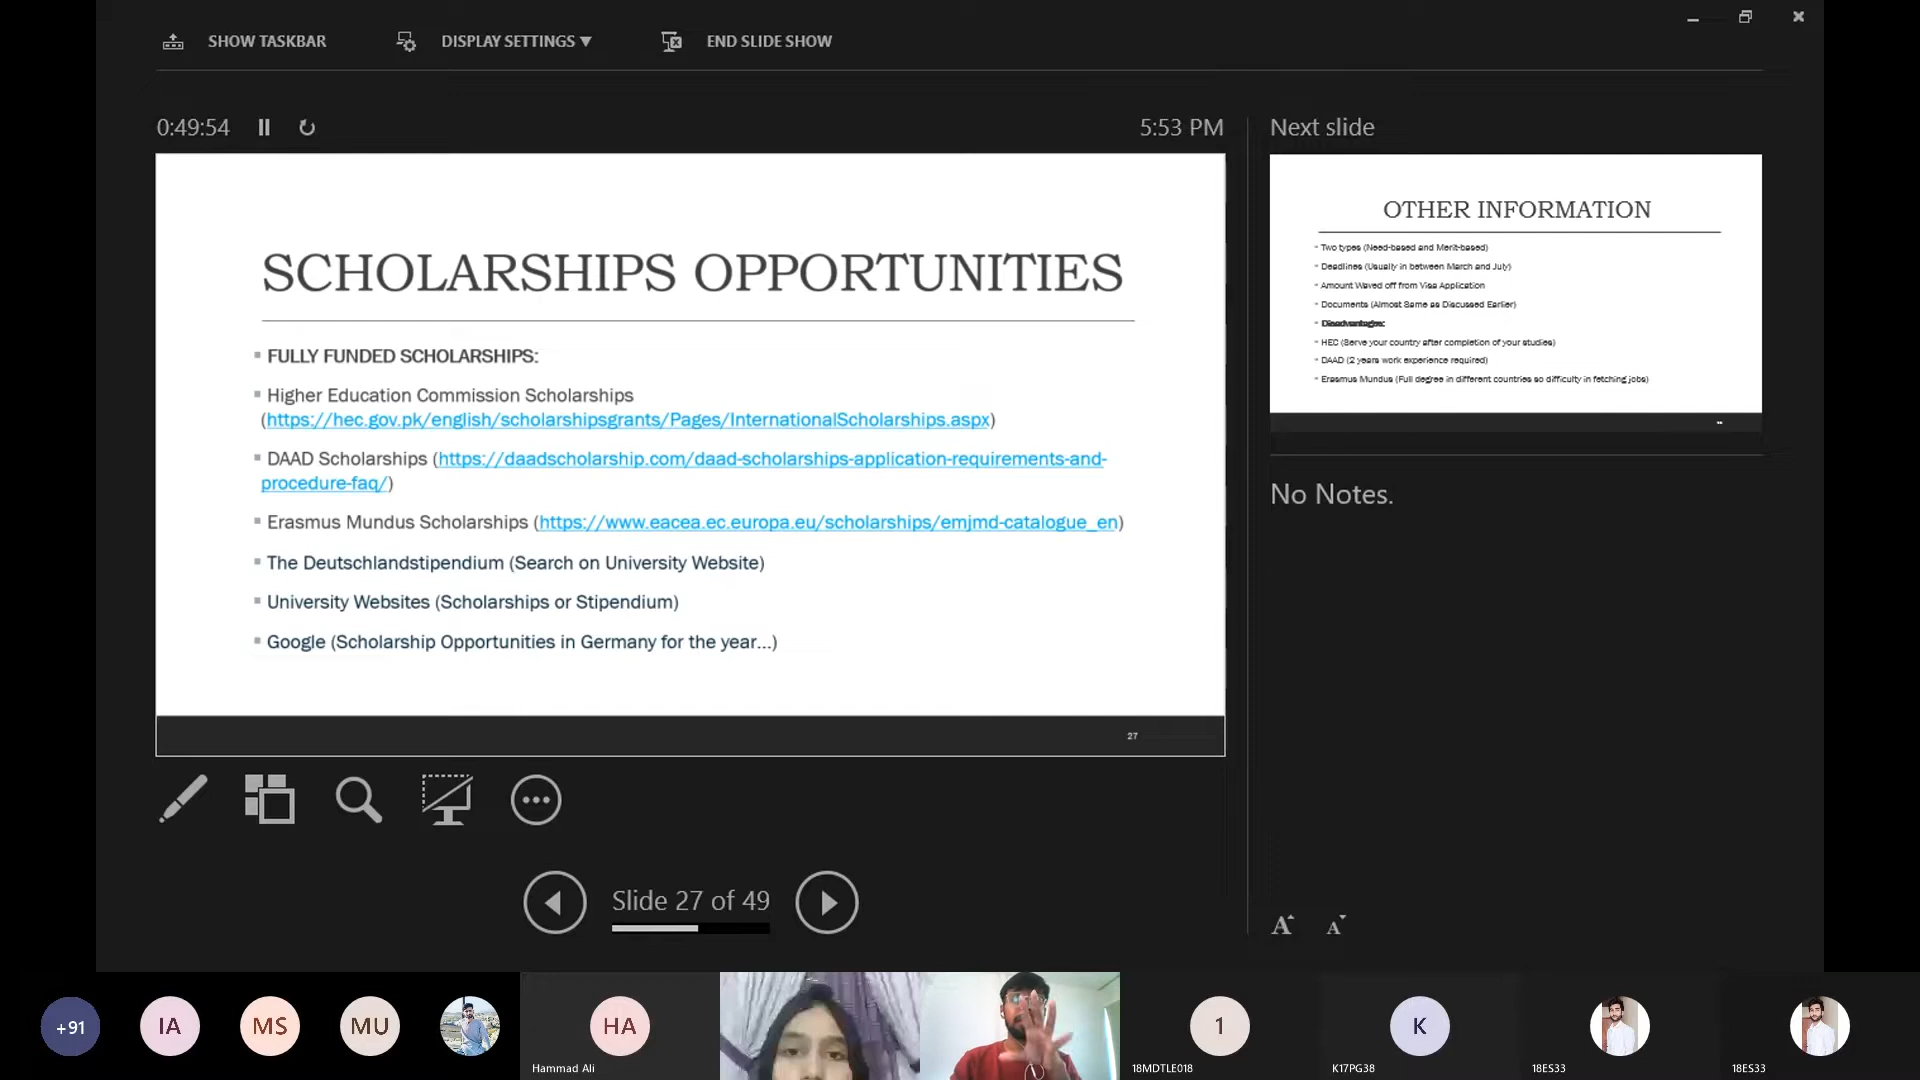 SHOW TASKBAR
DISPLAY SETTINGS ▼
END SLIDE SHOW
0:49:54
5:53 PM
SCHOLARSHIPS OPPORTUNITIES
▪ FULLY FUNDED SCHOLARSHIPS:
▪ Higher Education Commission Scholarships
(https://hec.gov.pk/english/scholarshipsgrants/Pages/InternationalScholarships.aspx)
▪ DAAD Scholarships (https://daadscholarship.com/daad-scholarships-application-requirements-and-
procedure-faq/)
▪ Erasmus Mundus Scholarships (https://www.eacea.ec.europa.eu/scholarships/emjmd-catalogue_en)
▪ The Deutschlandstipendium (Search on University Website)
▪ University Websites (Scholarships or Stipendium)
▪ Google (Scholarship Opportunities in Germany for the year...)
27
Slide 27 of 49
Next slide
OTHER INFORMATION
Two types (Need-based and Merit-based)
Deadlines (Usually in between March and July)
Amount Waved off from Visa Application
Documents (Almost Same as Discussed Earlier)
Disadvantages:
HEC (Serve your country after completion of your studies)
DAAD (2 years work experience required)
Erasmus Mundus (Full degree in different countries so difficulty in fetching jobs)
No Notes.
A A
+91
IA
MS
MU
HA
Hammad Ali
1
18MDTLE018
K
K17PG38
18ES33
18ES33